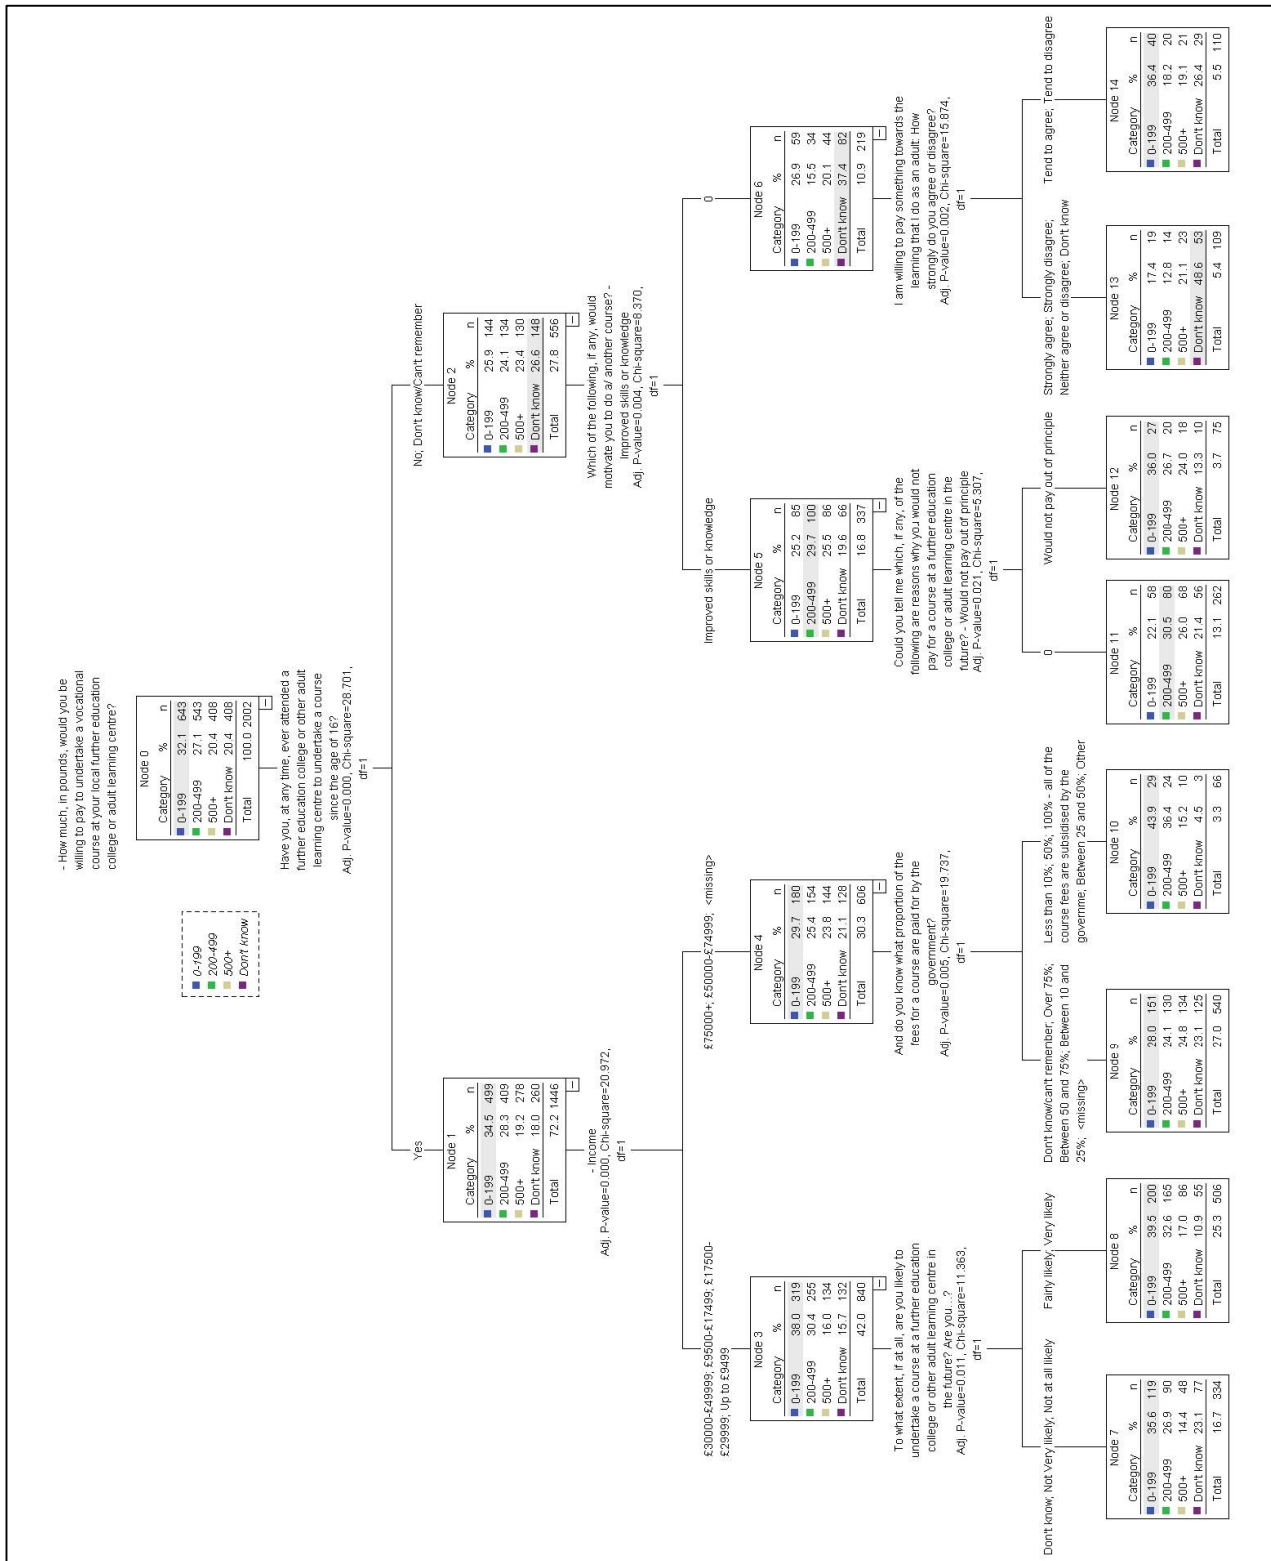 - How much, in pounds, would you be
willing to pay to undertake a vocational
course at your local further education
college or adult learning centre?
0-199
200-499
500+
Don't know
Node 0
Category % n
0-199 32.1 643
200-499 27.1 543
500+ 20.4 408
Don't know 20.4 408
Total 100.0 2002
Have you, at any time, ever attended a
further education college or other adult
learning centre to undertake a course
since the age of 16?
Adj. P-value=0.000, Chi-square=28.701,
df=1
Yes
Node 1
Category % n
0-199 34.5 499
200-499 28.3 409
500+ 19.2 278
Don't know 18.0 260
Total 72.2 1446
- Income
Adj. P-value=0.000, Chi-square=20.972,
df=1
No; Don't know/Can't remember
Node 2
Category % n
0-199 25.9 144
200-499 24.1 134
500+ 23.4 130
Don't know 26.6 148
Total 27.8 556
Which of the following, if any, would
motivate you to do a/ another course? -
Improved skills or knowledge
Adj. P-value=0.004, Chi-square=8.370,
df=1
£30000-£49999; £9500-£17499; £17500-
£29999; Up to £9499
Node 3
Category % n
0-199 38.0 319
200-499 30.4 255
500+ 16.0 134
Don't know 15.7 132
Total 42.0 840
To what extent, if at all, are you likely to
undertake a course at a further education
college or other adult learning centre in
the future? Are you...?
Adj. P-value=0.011, Chi-square=11.363,
df=1
£75000+; £50000-£74999; <missing>
Node 4
Category % n
0-199 29.7 180
200-499 25.4 154
500+ 23.8 144
Don't know 21.1 128
Total 30.3 606
And do you know what proportion of the
fees for a course are paid for by the
government?
Adj. P-value=0.005, Chi-square=19.737,
df=1
Improved skills or knowledge
Node 5
Category % n
0-199 25.2 85
200-499 29.7 100
500+ 25.5 86
Don't know 19.6 66
Total 16.8 337
Could you tell me which, if any, of the
following are reasons why you would not
pay for a course at a further education
college or adult learning centre in the
future? - Would not pay out of principle
Adj. P-value=0.021, Chi-square=5.307,
df=1
0
Node 6
Category % n
0-199 26.9 59
200-499 15.5 34
500+ 20.1 44
Don't know 37.4 82
Total 10.9 219
I am willing to pay something towards the
learning that I do as an adult: How
strongly do you agree or disagree?
Adj. P-value=0.002, Chi-square=15.874,
df=1
Don't know; Not Very likely; Not at all likely
Node 7
Category % n
0-199 35.6 119
200-499 26.9 90
500+ 14.4 48
Don't know 23.1 77
Total 16.7 334
Fairly likely; Very likely
Node 8
Category % n
0-199 39.5 200
200-499 32.6 165
500+ 17.0 86
Don't know 10.9 55
Total 25.3 506
Don't know/can't remember; Over 75%;
Between 50 and 75%; Between 10 and
25%; <missing>
Node 9
Category % n
0-199 28.0 151
200-499 24.1 130
500+ 24.8 134
Don't know 23.1 125
Total 27.0 540
Less than 10%; 50%; 100% - all of the
course fees are subsidised by the
governme; Between 25 and 50%; Other
Node 10
Category % n
0-199 43.9 29
200-499 36.4 24
500+ 15.2 10
Don't know 4.5 3
Total 3.3 66
0
Node 11
Category % n
0-199 22.1 58
200-499 30.5 80
500+ 26.0 68
Don't know 21.4 56
Total 13.1 262
Would not pay out of principle
Node 12
Category % n
0-199 36.0 27
200-499 26.7 20
500+ 24.0 18
Don't know 13.3 10
Total 3.7 75
Strongly agree; Strongly disagree;
Neither agree or disagree; Don't know
Node 13
Category % n
0-199 17.4 19
200-499 12.8 14
500+ 21.1 23
Don't know 48.6 53
Total 5.4 109
Tend to agree; Tend to disagree
Node 14
Category % n
0-199 36.4 40
200-499 18.2 20
500+ 19.1 21
Don't know 26.4 29
Total 5.5 110